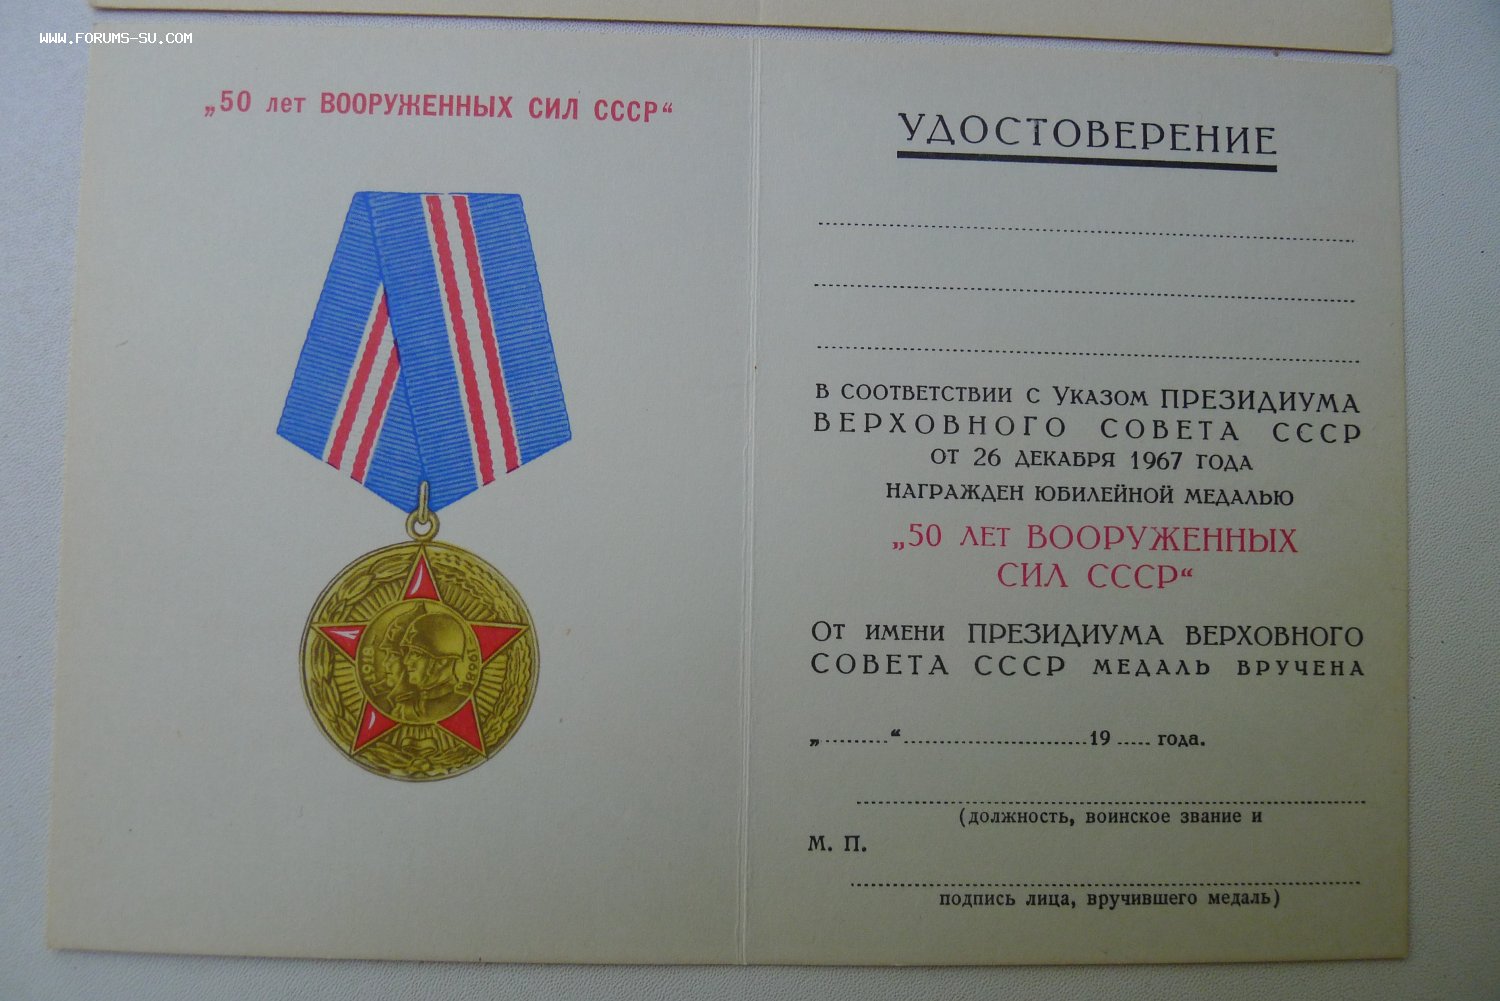 WWW.FORUMS-SU.COM
„50 лет ВООРУЖЕННЫХ СИЛ СССР“
1918
1968
УДОСТОВЕРЕНИЕ
В СООТВЕТСТВИИ С УКАЗОМ ПРЕЗИДИУМА
ВЕРХОВНОГО СОВЕТА СССР
ОТ 26 ДЕКАБРЯ 1967 ГОДА
НАГРАЖДЕН ЮБИЛЕЙНОЙ МЕДАЛЬЮ
„50 ЛЕТ ВООРУЖЕННЫХ
СИЛ СССР“
ОТ ИМЕНИ ПРЕЗИДИУМА ВЕРХОВНОГО
СОВЕТА СССР МЕДАЛЬ ВРУЧЕНА
„.........“..............................19 ..... года.
(должность, воинское звание и
М. П.
подпись лица, вручившего медаль)